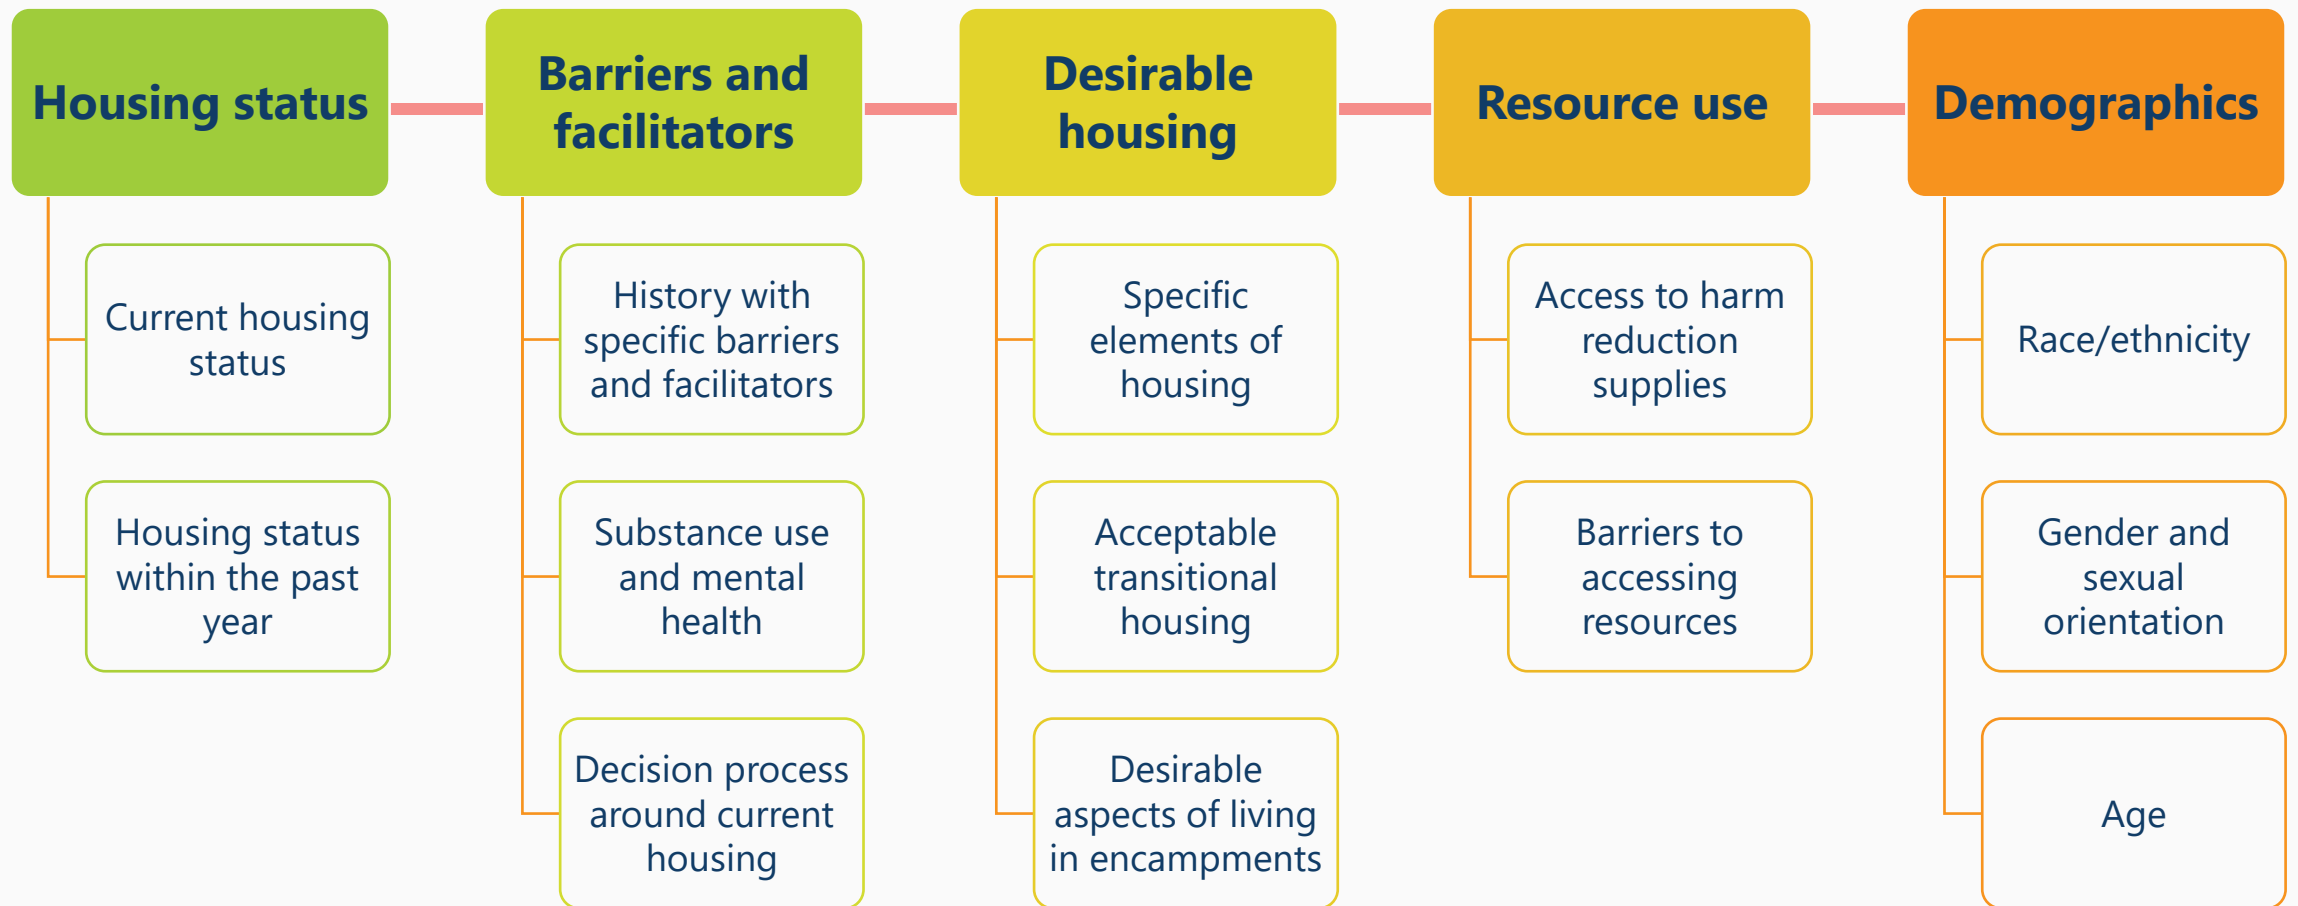 Housing status
Barriers and
facilitators
Desirable
housing
Resource use
Demographics
Current housing
status
Housing status
within the past
year
History with
specific barriers
and facilitators
Substance use
and mental
health
Decision process
around current
housing
Specific
elements of
housing
Acceptable
transitional
housing
Desirable
aspects of living
in encampments
Access to harm
reduction
supplies
Barriers to
accessing
resources
Race/ethnicity
Gender and
sexual
orientation
Age